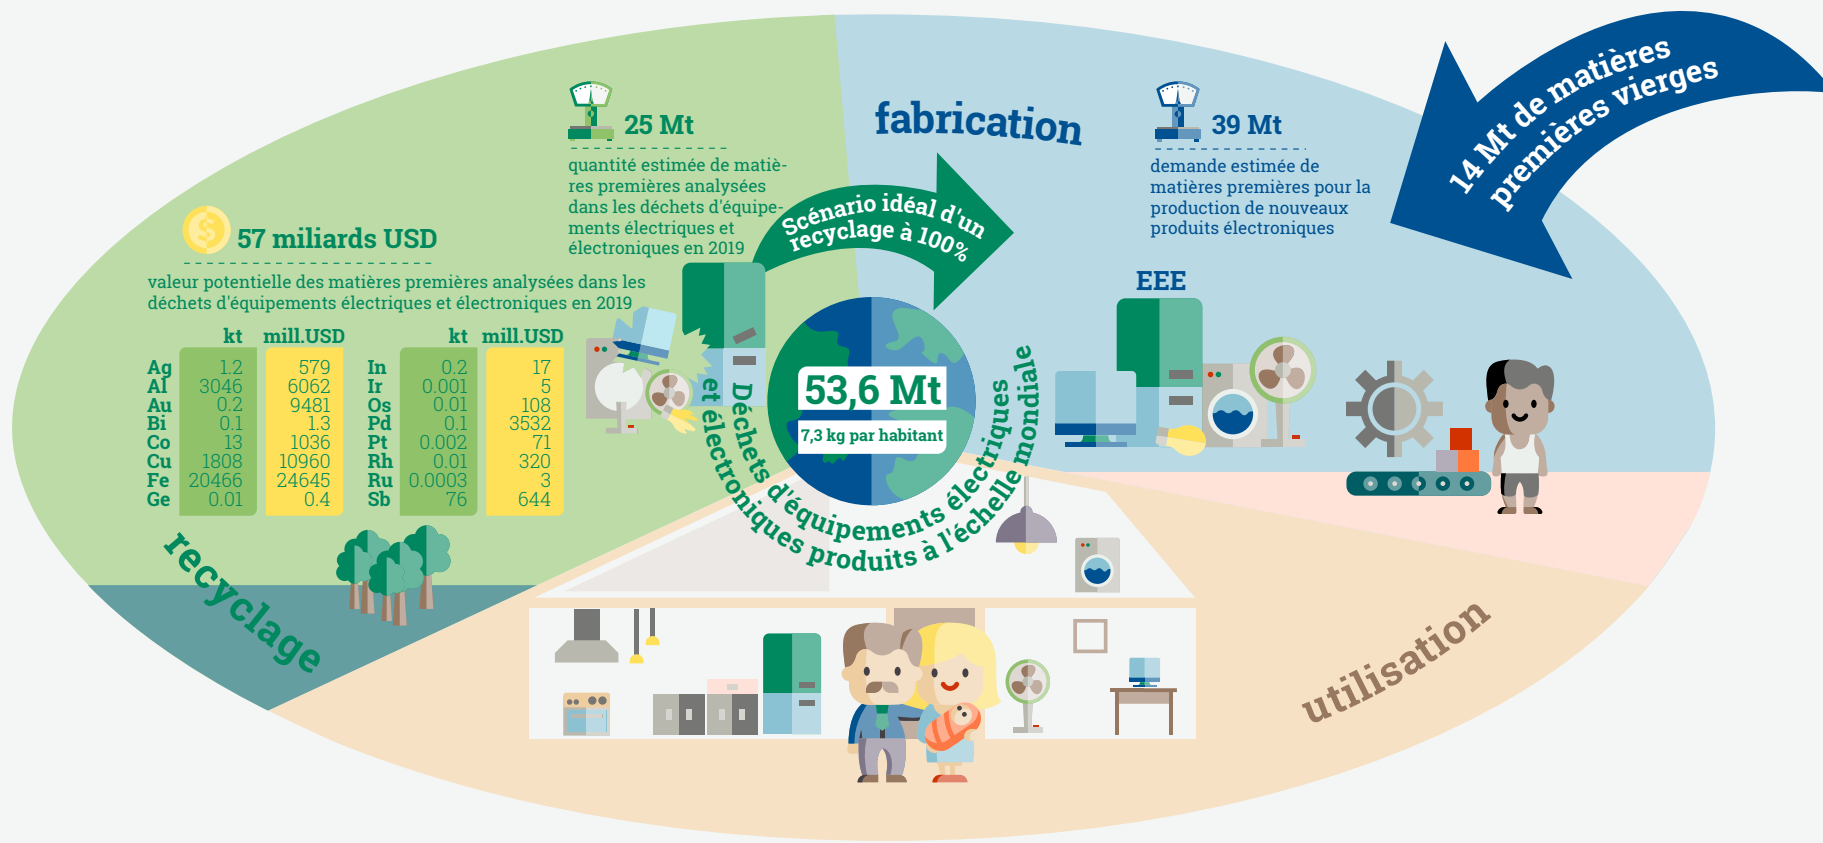 fabrication
14 Mt de matières
premières vierges
25 Mt
quantité estimée de matiè-
res premières analysées
dans les déchets d'équipe-
ments électriques et
électroniques en 2019
39 Mt
demande estimée de
matières premières pour la
production de nouveaux
produits électroniques
Scénario idéal d'un
recyclage à 100%
57 miliards USD
valeur potentielle des matières premières analysées dans les
déchets d'équipements électriques et électroniques en 2019
EEE
kt mill.USD kt mill.USD
Ag 1.2 579 In 0.2 17
Al 3046 6062 Ir 0.001 5
Au 0.2 9481 Os 0.01 108
Bi 0.1 1.3 Pd 0.1 3532
Co 13 1036 Pt 0.002 71
Cu 1808 10960 Rh 0.01 320
Fe 20466 24645 Ru 0.0003 3
Ge 0.01 0.4 Sb 76 644
53,6 Mt
7,3 kg par habitant
Déchets d'équipements électriques
et électroniques produits à l'échelle mondiale
recyclage
utilisation